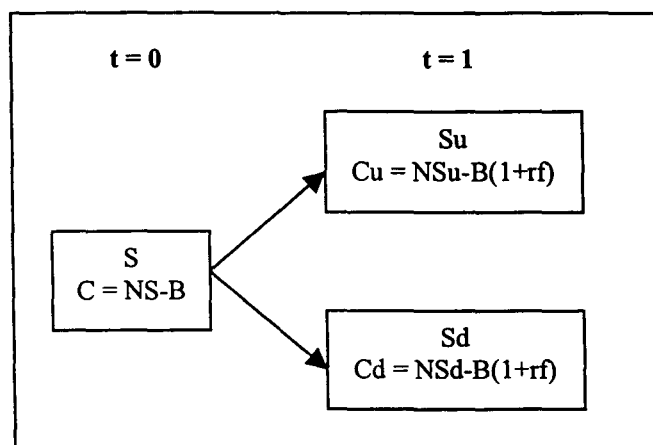 t = 0
t = 1
Su
Cu = NSu-B(1+rf)
S
C = NS-B
Sd
Cd = NSd-B(1+rf)